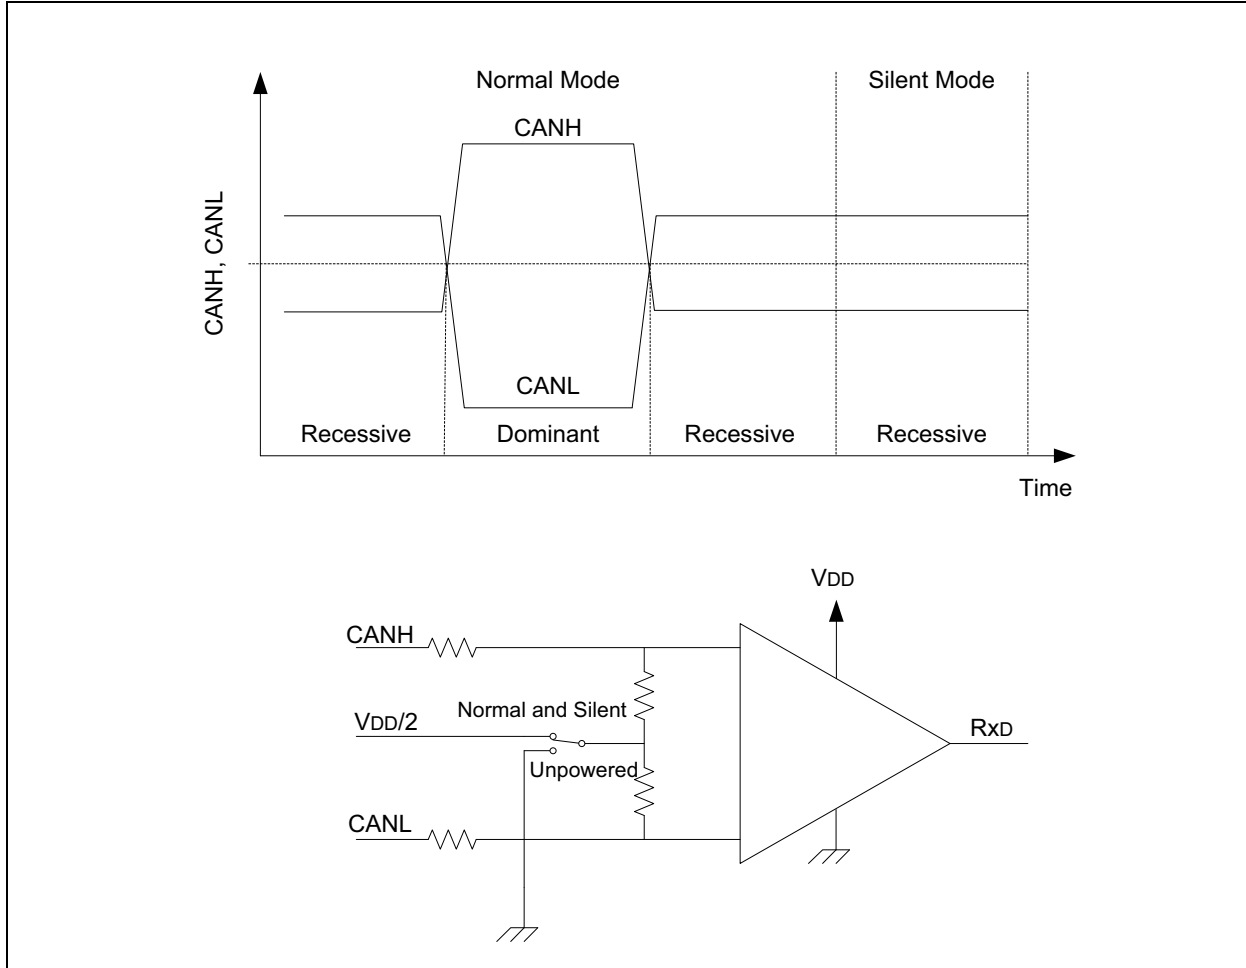 Normal Mode
Silent Mode
CANH
CANH, CANL
CANL
Recessive
Dominant
Recessive
Recessive
Time
VDD
CANH
Normal and Silent
VDD/2
RXD
Unpowered
CANL